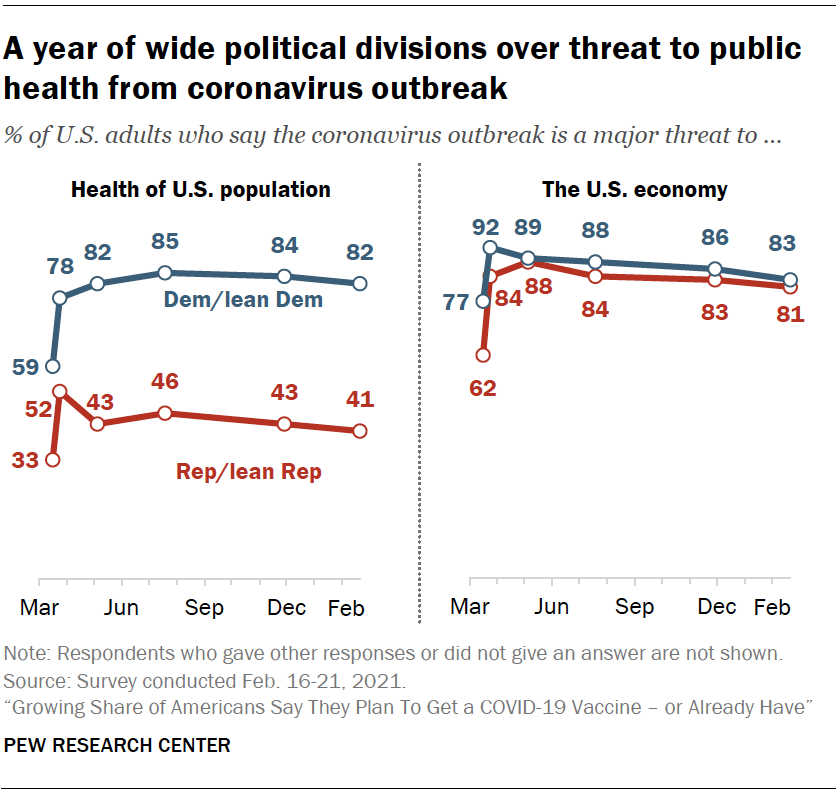 A year of wide political divisions over threat to public
health from coronavirus outbreak
% of U.S. adults who say the coronavirus outbreak is a major threat to ...
Health of U.S. population
78
82
85
84
82
Dem/lean Dem
59
52
43
46
43
41
33
Rep/lean Rep
Mar
Jun
Sep
Dec
Feb
The U.S. economy
92
89
88
86
83
77
84
88
84
83
81
62
Mar
Jun
Sep
Dec
Feb
Note: Respondents who gave other responses or did not give an answer are not shown.
Source: Survey conducted Feb. 16-21, 2021.
“Growing Share of Americans Say They Plan To Get a COVID-19 Vaccine – or Already Have”
PEW RESEARCH CENTER